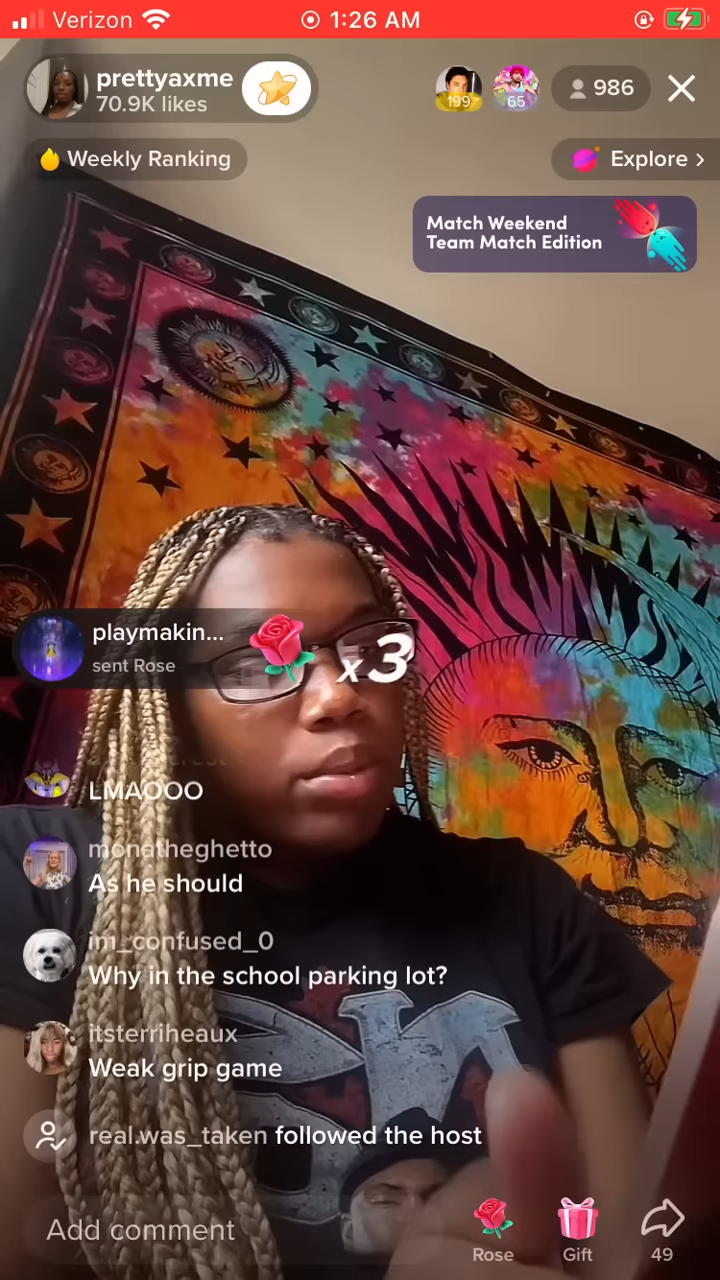 Verizon 1:26 AM
prettyaxme
70.9K likes
199
65
986
Weekly Ranking
Explore >
Match Weekend
Team Match Edition
playmakin...
sent Rose
x3
LMAOOO
monatheghetto
As he should
im_confused_0
Why in the school parking lot?
itsterriheaux
Weak grip game
real.was_taken followed the host
Add comment
Rose
Gift
49